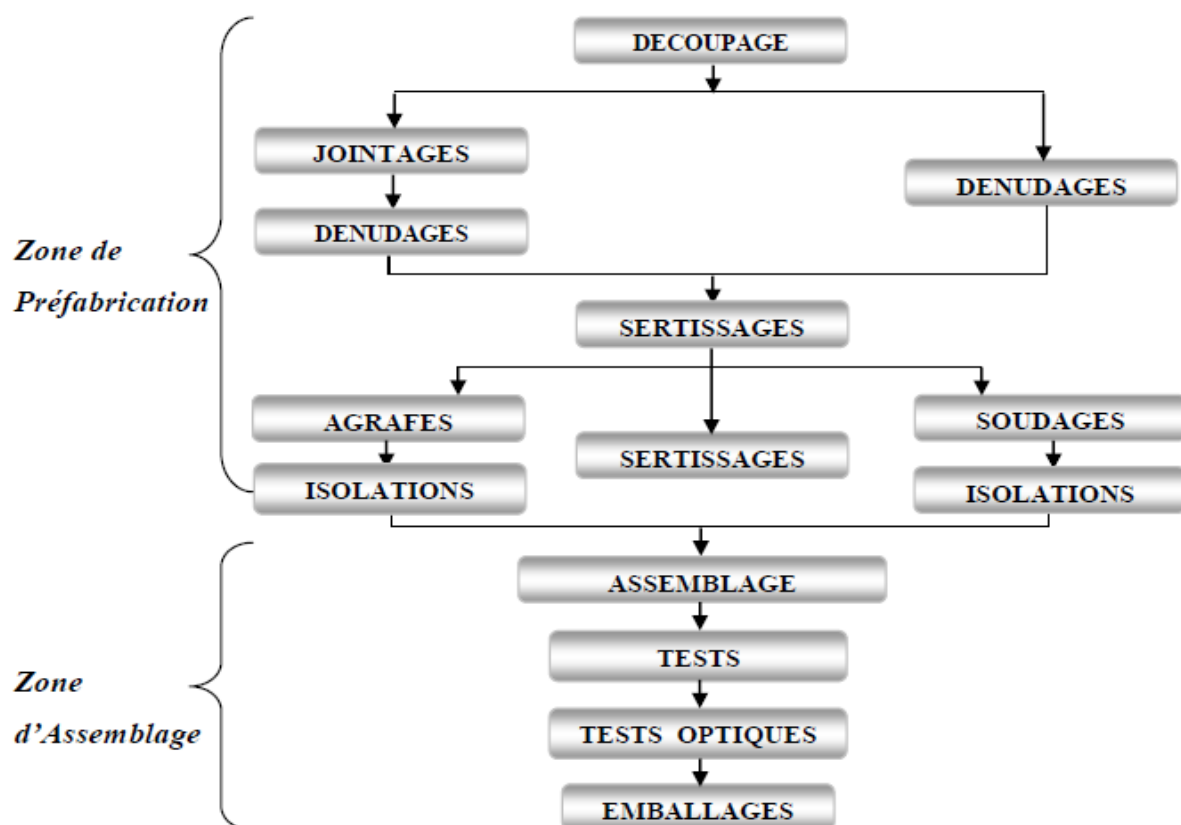 DECOUPAGE
JOINTAGES
DENUDAGES
DENUDAGES
Zone de
Préfabrication
SERTISSAGES
AGRAFES
SOUDAGES
SERTISSAGES
ISOLATIONS
ISOLATIONS
ASSEMBLAGE
TESTS
Zone
d'Assemblage
TESTS OPTIQUES
EMBALLAGES